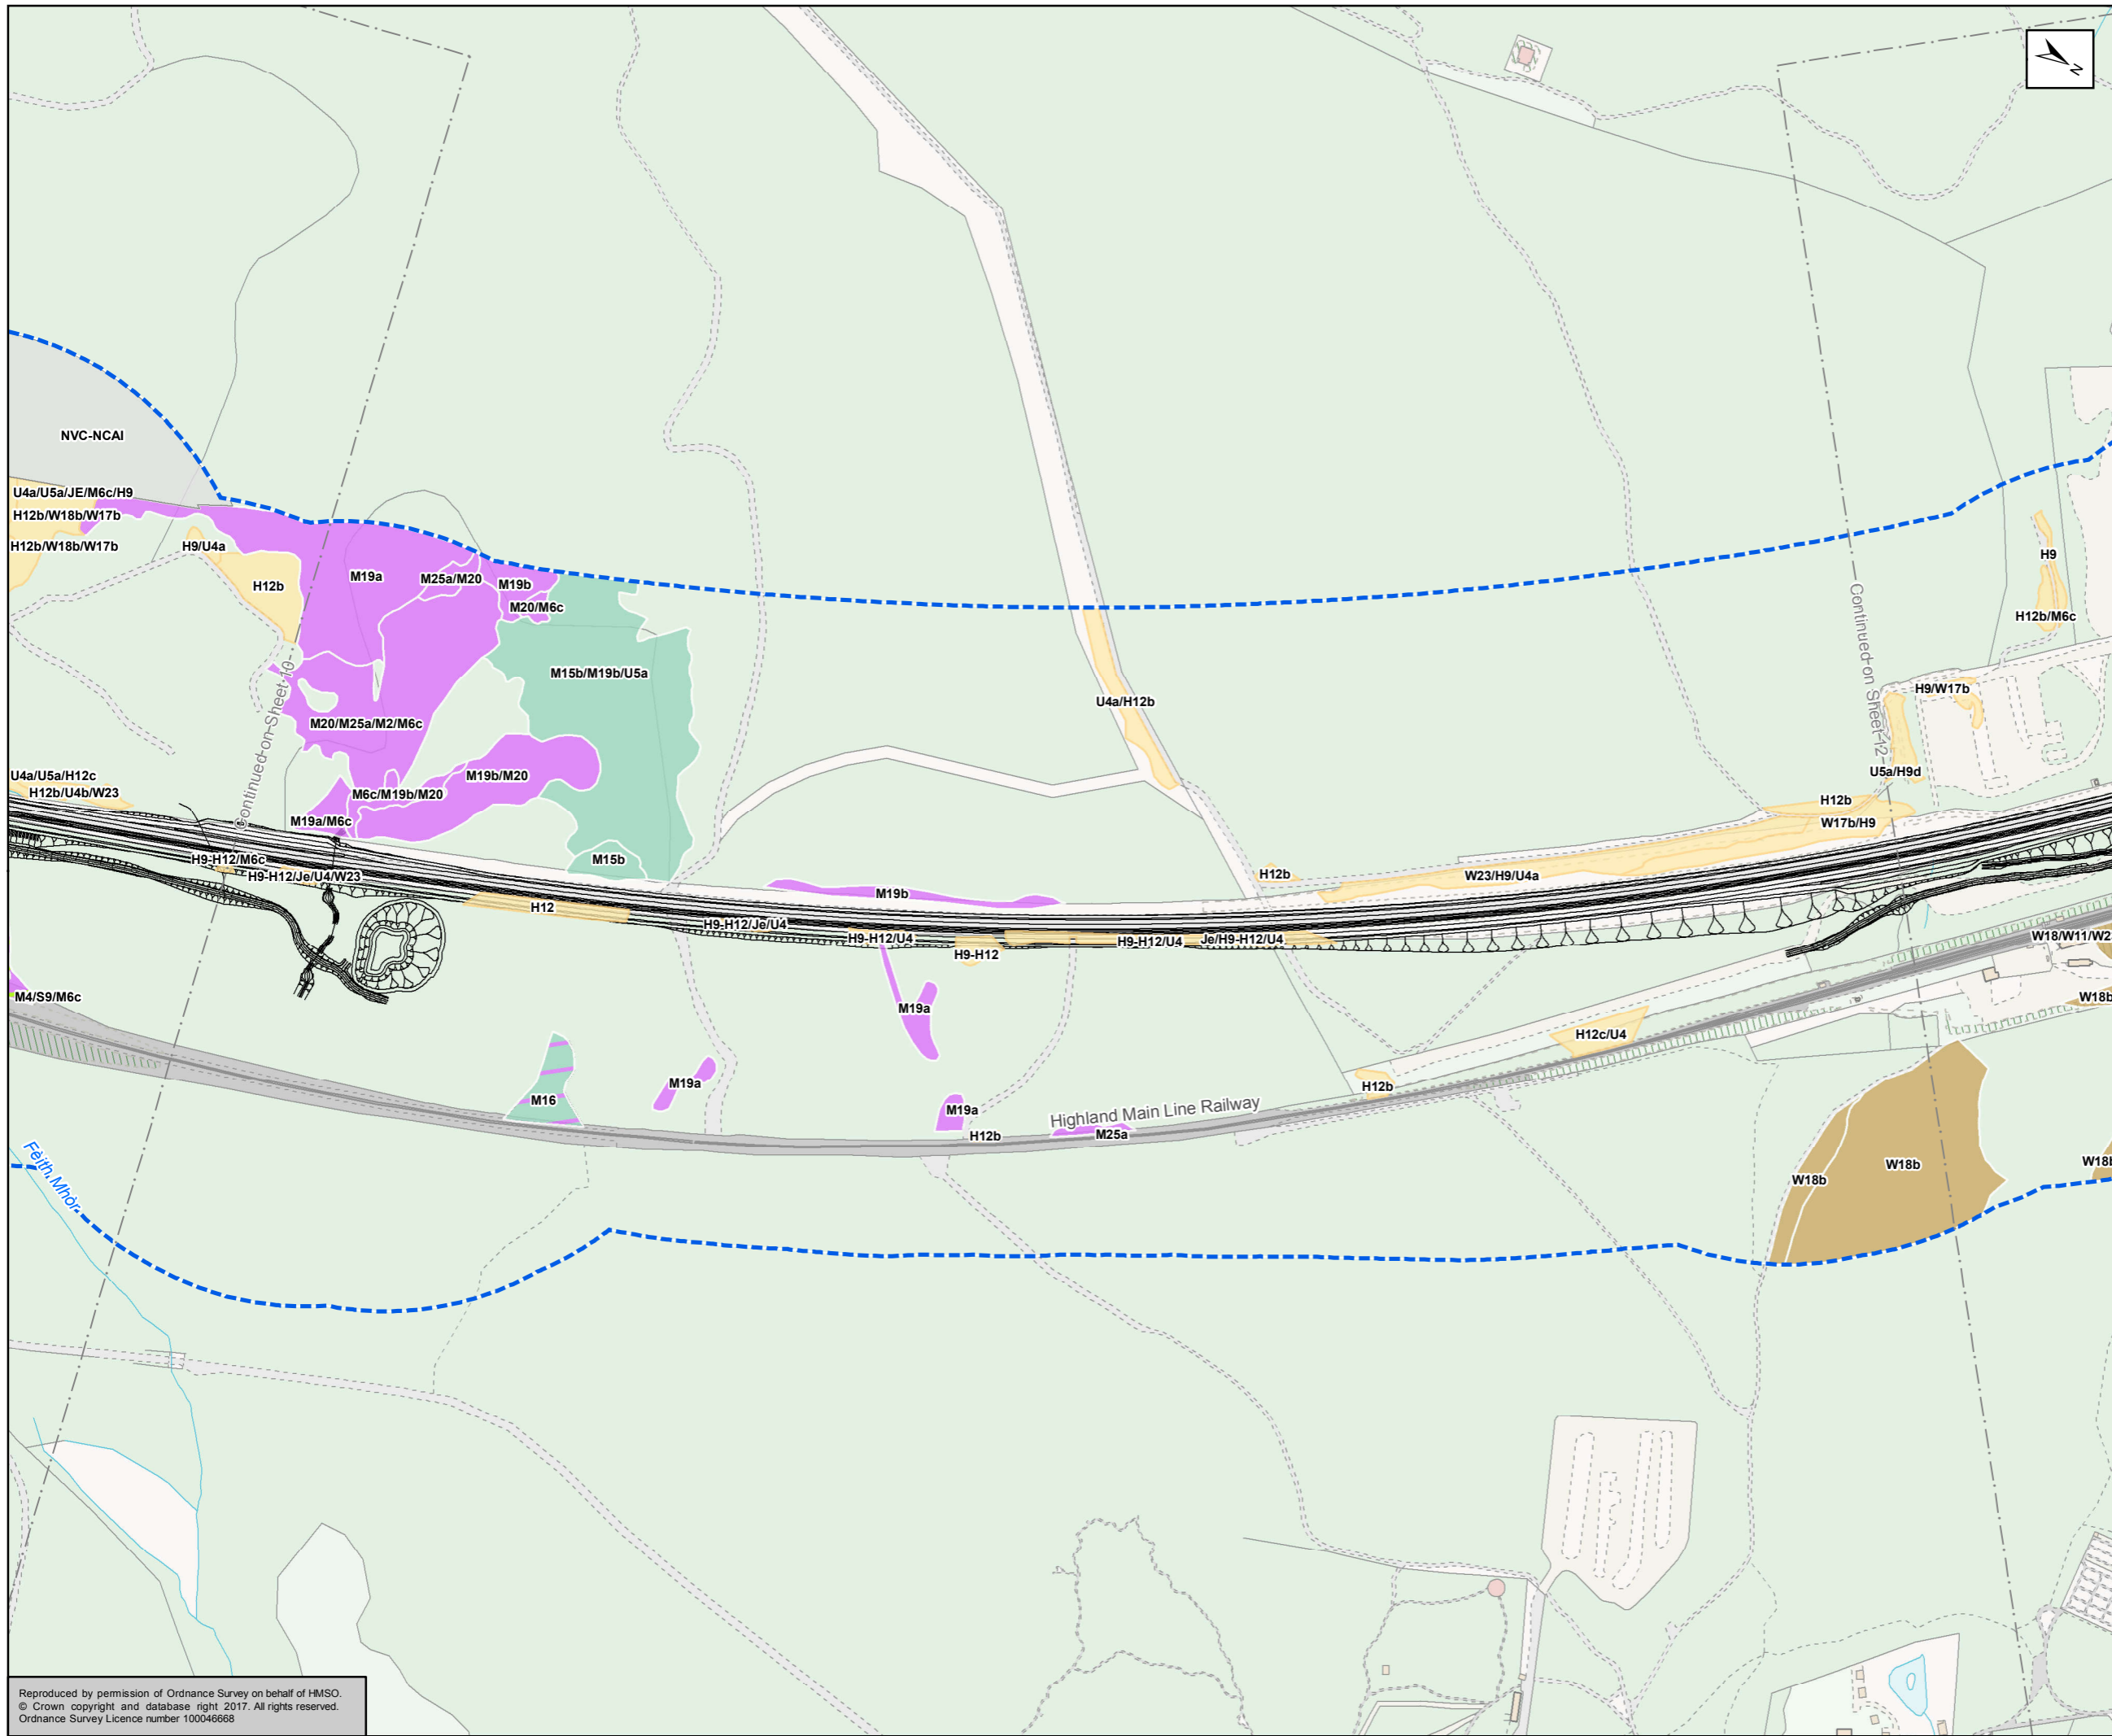 N
NVC-NCAI
U4a/U5a/JE/M6c/H9
H12b/W18b/W17b
H12b/W18b/W17b
H9/U4a
H12b
M19a
M25a/M20
M19b
M20/M6c
M15b/M19b/U5a
M20/M25a/M2/M6c
M19b/M20
M6c/M19b/M20
M19a/M6c
M15b
U4a/U5a/H12c
H12b/U4b/W23
Continued on Sheet 10
H9-H12/M6c
H9-H12/Je/U4/W23
H12
H9-H12/Je/U4
M19b
H9-H12/U4
H9-H12
H9-H12/U4
Je/H9-H12/U4
U4a/H12b
H12b
W23/H9/U4a
H12b
W17b/H9
U5a/H9d
H9/W17b
H9
H12b/M6c
Continued on Sheet 12
M4/S9/M6c
M16
M19a
M19a
M19a
H12b
M25a
Highland Main Line Railway
H12b
H12c/U4
W18/W11/W2
W18b
W18b
W18b
W18b
Fèith Mhòr
Reproduced by permission of Ordnance Survey on behalf of HMSO.
© Crown copyright and database right 2017. All rights reserved.
Ordnance Survey Licence number 100046668